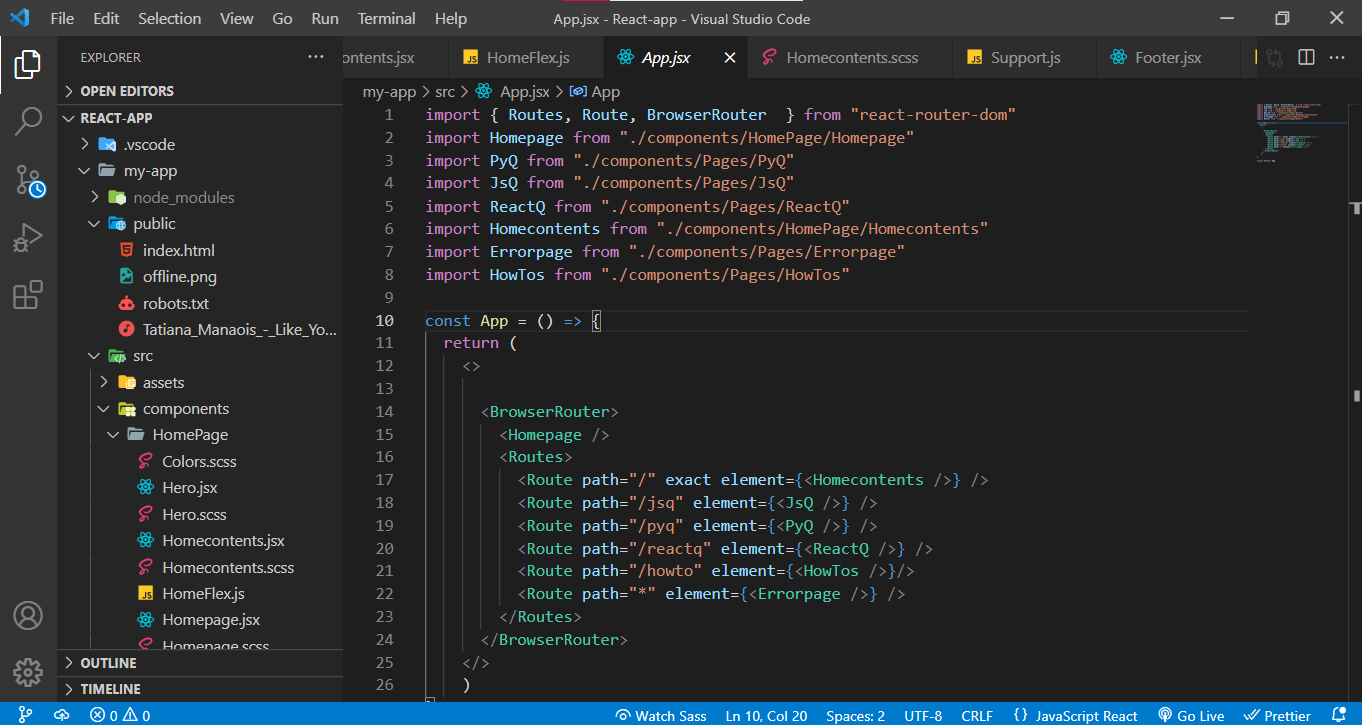 File Edit Selection View Go Run Terminal Help App.jsx - React-app - Visual Studio Code
EXPLORER
OPEN EDITORS
REACT-APP
.vscode
my-app
node_modules
public
index.html
offline.png
robots.txt
Tatiana_Manaois_-_Like_Yo...
src
assets
components
HomePage
Colors.scss
Hero.jsx
Hero.scss
Homecontents.jsx
Homecontents.scss
HomeFlex.js
Homepage.jsx
Homepage.scss
OUTLINE
TIMELINE
ontents.jsx JS HomeFlex.js App.jsx Homecontents.scss JS Support.js Footer.jsx
my-app > src > App.jsx > App
1 import { Routes, Route, BrowserRouter  } from "react-router-dom"
2 import Homepage from "./components/HomePage/Homepage"
3 import PyQ from "./components/Pages/PyQ"
4 import JsQ from "./components/Pages/JsQ"
5 import ReactQ from "./components/Pages/ReactQ"
6 import Homecontents from "./components/HomePage/Homecontents"
7 import Errorpage from "./components/Pages/Errorpage"
8 import HowTos from "./components/Pages/HowTos"
9
10 const App = () => {
11 return (
12 <>
13
14 <BrowserRouter>
15 <Homepage />
16 <Routes>
17 <Route path="/" exact element={<Homecontents />} />
18 <Route path="/jsq" element={<JsQ />} />
19 <Route path="/pyq" element={<PyQ />} />
20 <Route path="/reactq" element={<ReactQ />} />
21 <Route path="/howto" element={<HowTos />}/>
22 <Route path="*" element={<Errorpage />} />
23 </Routes>
24 </BrowserRouter>
25 </>
26 )
0 0 Watch Sass Ln 10, Col 20 Spaces: 2 UTF-8 CRLF {} JavaScript React Go Live Prettier